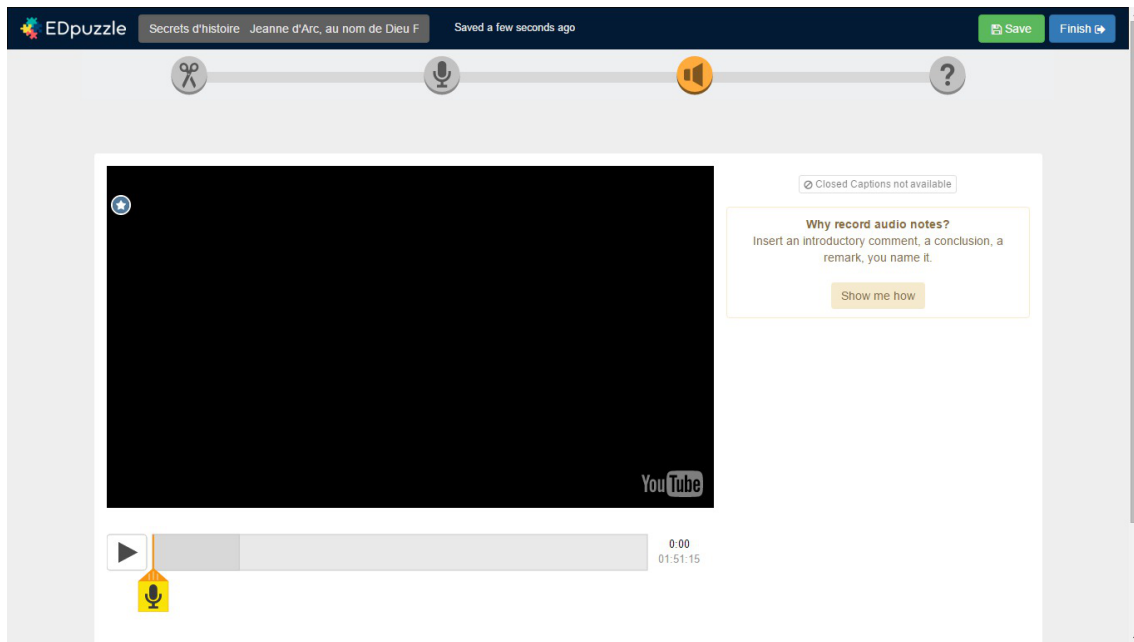 EDpuzzle
Secrets d'histoire Jeanne d'Arc, au nom de Dieu F
Saved a few seconds ago
Save
Finish
?
Closed Captions not available
Why record audio notes?
Insert an introductory comment, a conclusion, a
remark, you name it.
Show me how
YouTube
0:00
01:51:15